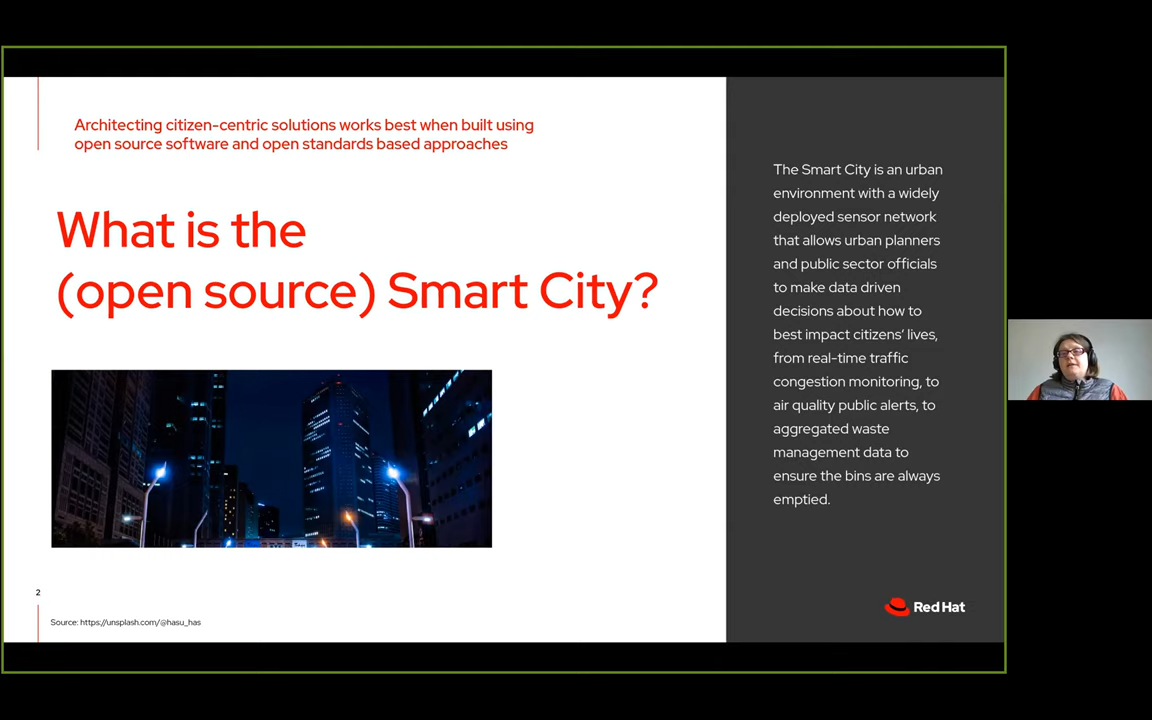 Architecting citizen-centric solutions works best when built using
open source software and open standards based approaches
What is the
(open source) Smart City?
The Smart City is an urban
environment with a widely
deployed sensor network
that allows urban planners
and public sector officials
to make data driven
decisions about how to
best impact citizens’ lives,
from real-time traffic
congestion monitoring, to
air quality public alerts, to
aggregated waste
management data to
ensure the bins are always
emptied.
2
Source: https://unsplash.com/@hasu_has
Red Hat